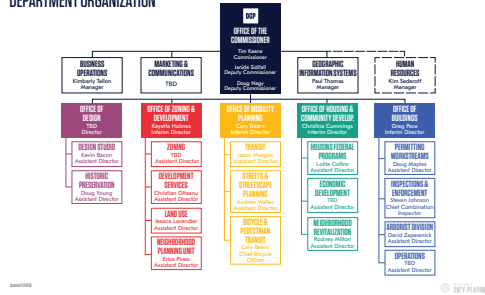 DEPARTMENT ORGANIZATION
DCP
OFFICE OF THE
COMMISSIONER
Tim Keane
Commissioner
Janide Sidifall
Deputy Commissioner
Doug Nagy
Deputy Commissioner
BUSINESS
OPERATIONS
Kimberly Tallon
Manager
MARKETING &
COMMUNICATIONS
TBD
GEOGRAPHIC
INFORMATION SYSTEMS
Paul Thomas
Manager
HUMAN
RESOURCES
Kim Sadaroff
Manager
OFFICE OF
DESIGN
TBD
Director
DESIGN STUDIO
Kevin Bacon
Assistant Director
HISTORIC
PRESERVATION
Doug Young
Assistant Director
OFFICE OF ZONING &
DEVELOPMENT
Keyetta Holmes
Interim Director
ZONING
TBD
Assistant Director
DEVELOPMENT
SERVICES
Christian Olteanu
Assistant Director
LAND USE
Jessica Lavandier
Assistant Director
NEIGHBORHOOD
PLANNING UNIT
Erica Pines
Assistant Director
OFFICE OF MOBILITY
PLANNING
Cary Bearn
Interim Director
TRANSIT
Jason Morgan
Assistant Director
STREETS &
STREETSCAPE
PLANNING
Andrew Walter
Assistant Director
BICYCLE &
PEDESTRIAN
TRANSIT
Cary Bearn
Chief Bicycle
Officer
OFFICE OF HOUSING &
COMMUNITY DEVELOP.
Christina Cummings
Interim Director
HOUSING FEDERAL
PROGRAMS
Lolita Collins
Assistant Director
ECONOMIC
DEVELOPMENT
TBD
Assistant Director
NEIGHBORHOOD
REVITALIZATION
Rodney Milton
Assistant Director
OFFICE OF
BUILDINGS
Greg Pace
Interim Director
PERMITTING
WORKSTREAMS
Doug Maples
Assistant Director
INSPECTIONS &
ENFORCEMENT
Steven Johnson
Chief Combination
Inspector
ARBORIST DIVISION
David Zaparanick
Assistant Director
OPERATIONS
TBD
Assistant Director
CITY PLANNING